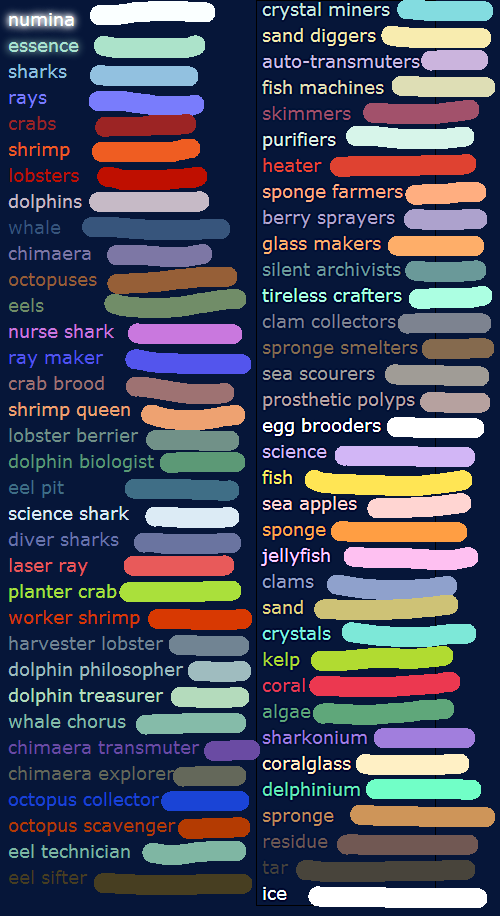 numina
essence
sharks
rays
crabs
shrimp
lobsters
dolphins
whale
chimaera
octopuses
eels
nurse shark
ray maker
crab brood
shrimp queen
lobster berrier
dolphin biologist
eel pit
science shark
diver sharks
laser ray
planter crab
worker shrimp
harvester lobster
dolphin philosopher
dolphin treasurer
whale chorus
chimaera transmuter
chimaera explorer
octopus collector
octopus scavenger
eel technician
eel sifter
crystal miners
sand diggers
auto-transmuters
fish machines
skimmers
purifiers
heater
sponge farmers
berry sprayers
glass makers
silent archivists
tireless crafters
clam collectors
sponge smelters
sea scourers
prosthetic polyps
egg brooders
science
fish
sea apples
sponge
jellyfish
clams
sand
crystals
kelp
coral
algae
sharkonium
coralglass
delphinium
spronge
residue
tar
ice